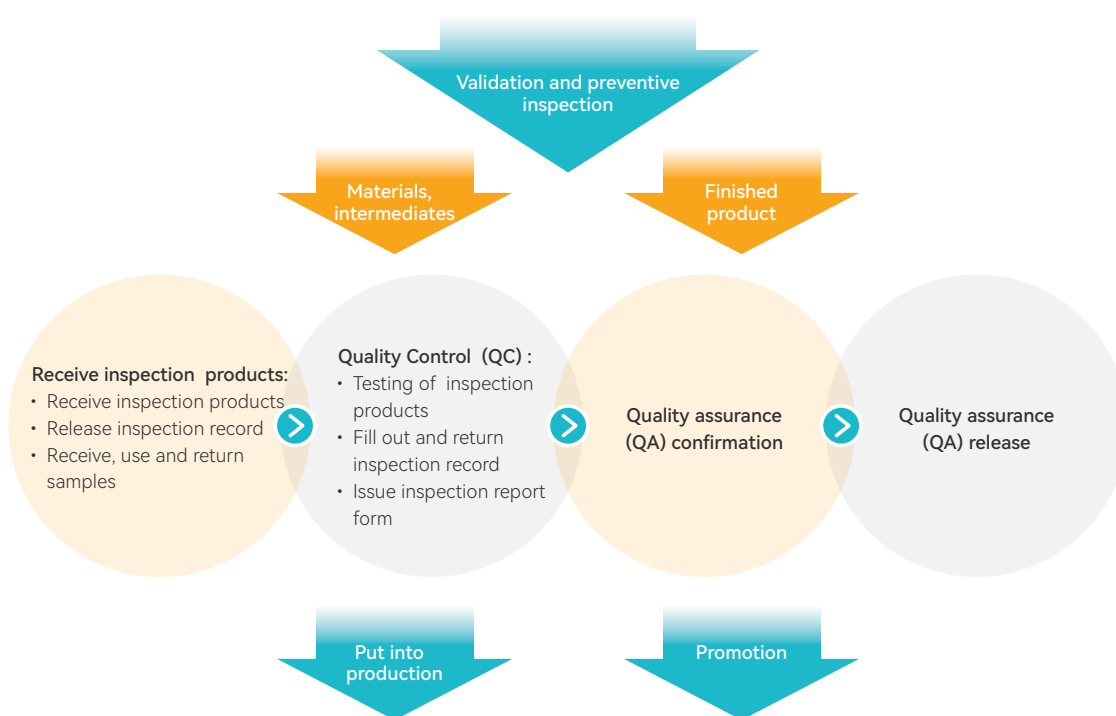 Validation and preventive
inspection
Materials,
intermediates
Finished
product
Receive inspection products:
• Receive inspection products
• Release inspection record
• Receive, use and return
samples
Quality Control (QC) :
• Testing of inspection
products
• Fill out and return
inspection record
• Issue inspection report
form
Quality assurance
(QA) confirmation
Quality assurance
(QA) release
Put into
production
Promotion